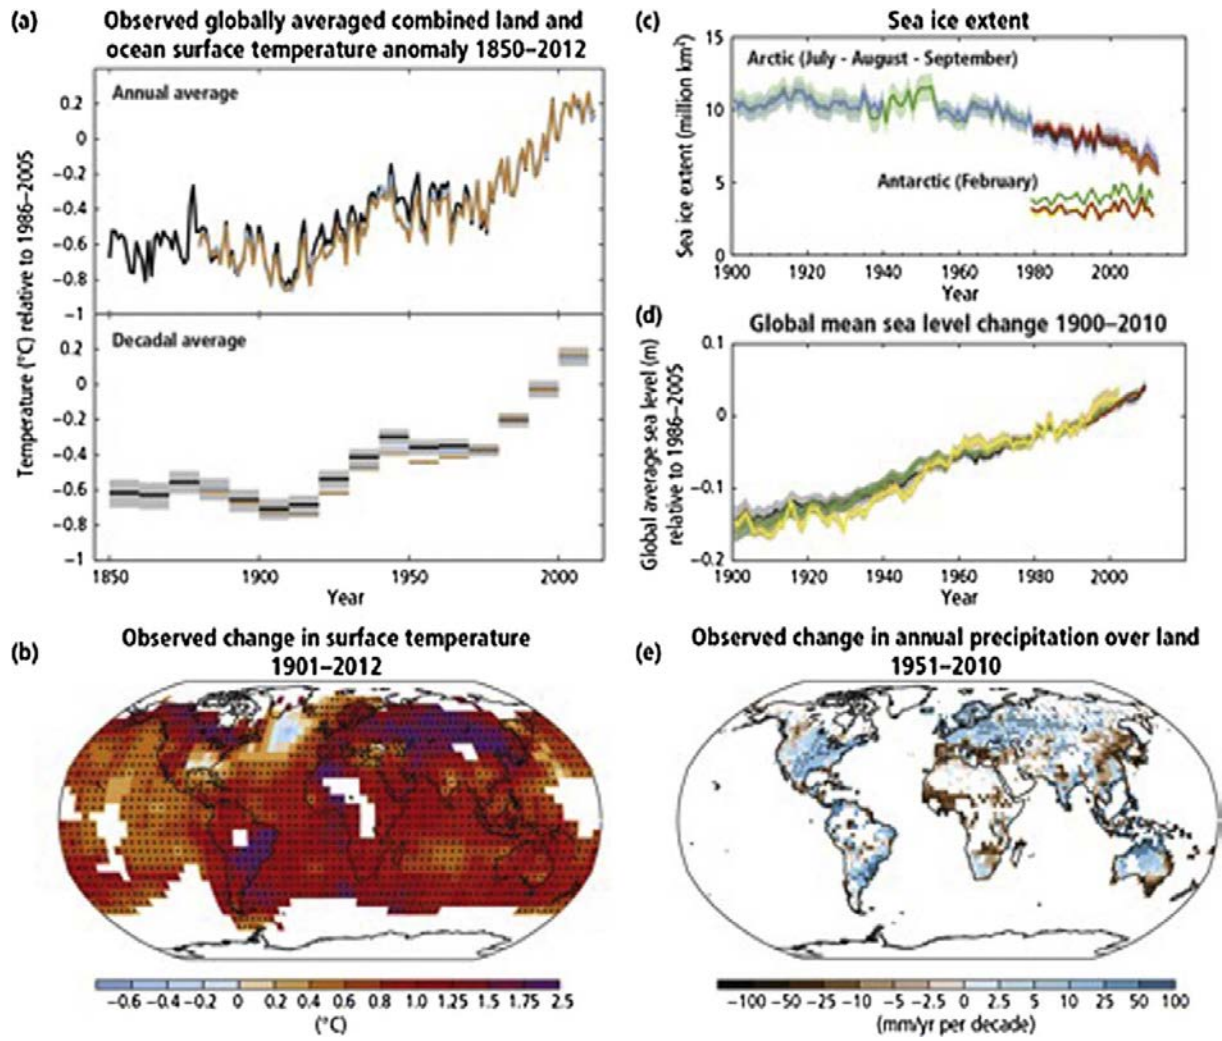 (a)
Observed globally averaged combined land and
ocean surface temperature anomaly 1850–2012
Annual average
0.2
0
−0.2
−0.4
−0.6
−0.8
−1
Decadal average
0.2
0
−0.2
−0.4
−0.6
−0.8
−1
Temperature (°C) relative to 1986–2005
1850 1900 1950 2000
Year
(c)
Sea ice extent
Arctic (July - August - September)
Antarctic (February)
15
10
5
0
Sea ice extent (million km²)
1900 1920 1940 1960 1980 2000
Year
(d)
Global mean sea level change 1900–2010
0.1
0
−0.1
−0.2
Global average sea level (m)
relative to 1986–2005
1900 1920 1940 1960 1980 2000
Year
(b)
Observed change in surface temperature
1901–2012
−0.6 −0.4 −0.2 0 0.2 0.4 0.6 0.8 1.0 1.25 1.5 1.75 2.5
(°C)
(e)
Observed change in annual precipitation over land
1951–2010
−100 −50 −25 −10 −5 −2.5 0 2.5 5 10 25 50 100
(mm/yr per decade)